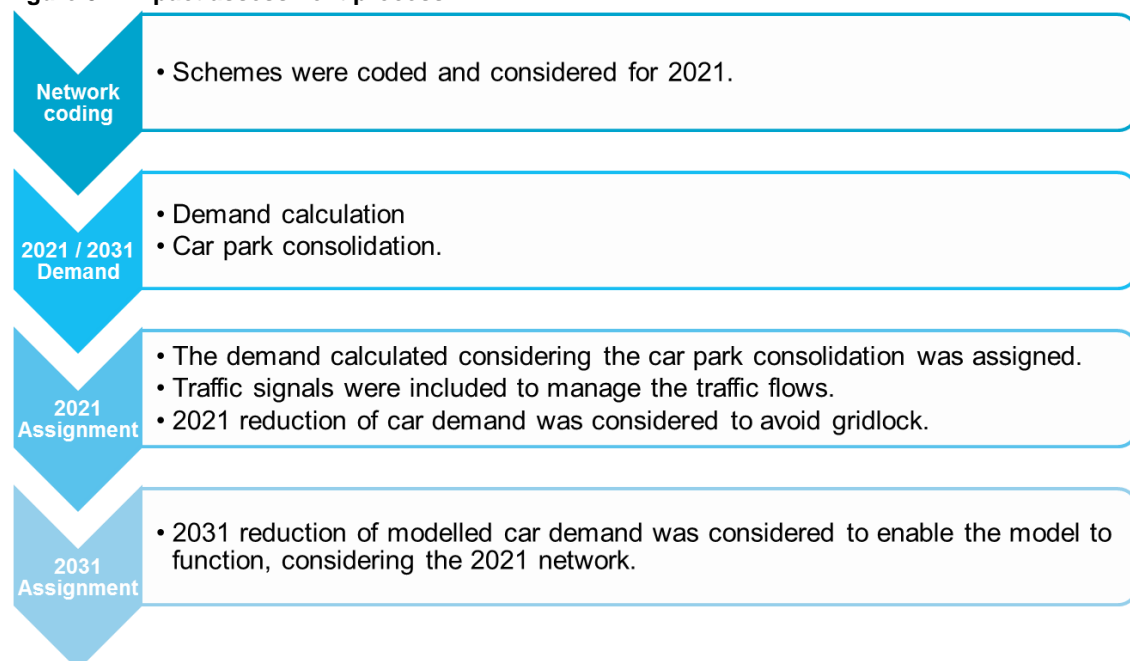 Network
coding
• Schemes were coded and considered for 2021.
2021 / 2031
Demand
• Demand calculation
• Car park consolidation.
2021
Assignment
• The demand calculated considering the car park consolidation was assigned.
• Traffic signals were included to manage the traffic flows.
• 2021 reduction of car demand was considered to avoid gridlock.
2031
Assignment
• 2031 reduction of modelled car demand was considered to enable the model to
function, considering the 2021 network.